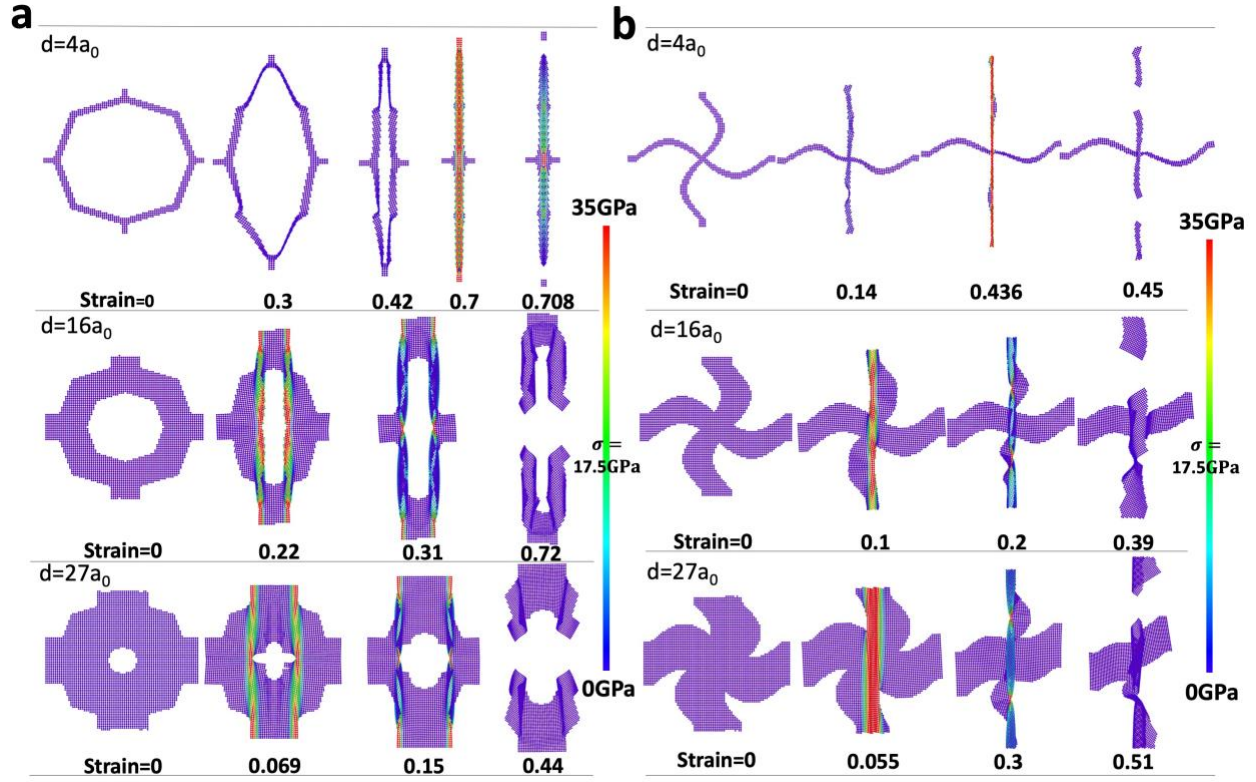 a
d=4a₀
35GPa
Strain=0 0.3 0.42 0.7 0.708
d=16a₀
σ =
17.5GPa
Strain=0 0.22 0.31 0.72
d=27a₀
0GPa
Strain=0 0.069 0.15 0.44
b
d=4a₀
35GPa
Strain=0 0.14 0.436 0.45
d=16a₀
σ =
17.5GPa
Strain=0 0.1 0.2 0.39
d=27a₀
0GPa
Strain=0 0.055 0.3 0.51